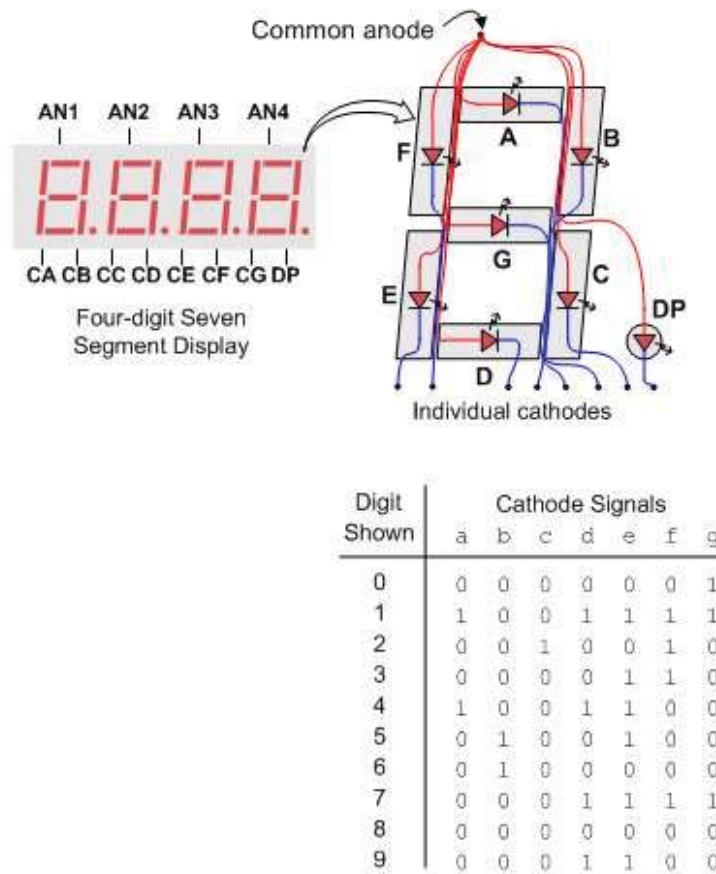 Common anode
AN1 AN2 AN3 AN4
A
B
F
8.8.8.8.
G
CA CB CC CD CE CF CG DP
E
C
DP
Four-digit Seven
Segment Display
D
Individual cathodes
Digit
Shown
Cathode Signals
a b c d e f g
0 0 0 0 0 0 0 1
1 1 0 0 1 1 1 1
2 0 0 1 0 0 1 0
3 0 0 0 0 1 1 0
4 1 0 0 1 1 0 0
5 0 1 0 0 1 0 0
6 0 1 0 0 0 0 0
7 0 0 0 1 1 1 1
8 0 0 0 0 0 0 0
9 0 0 0 1 1 0 0